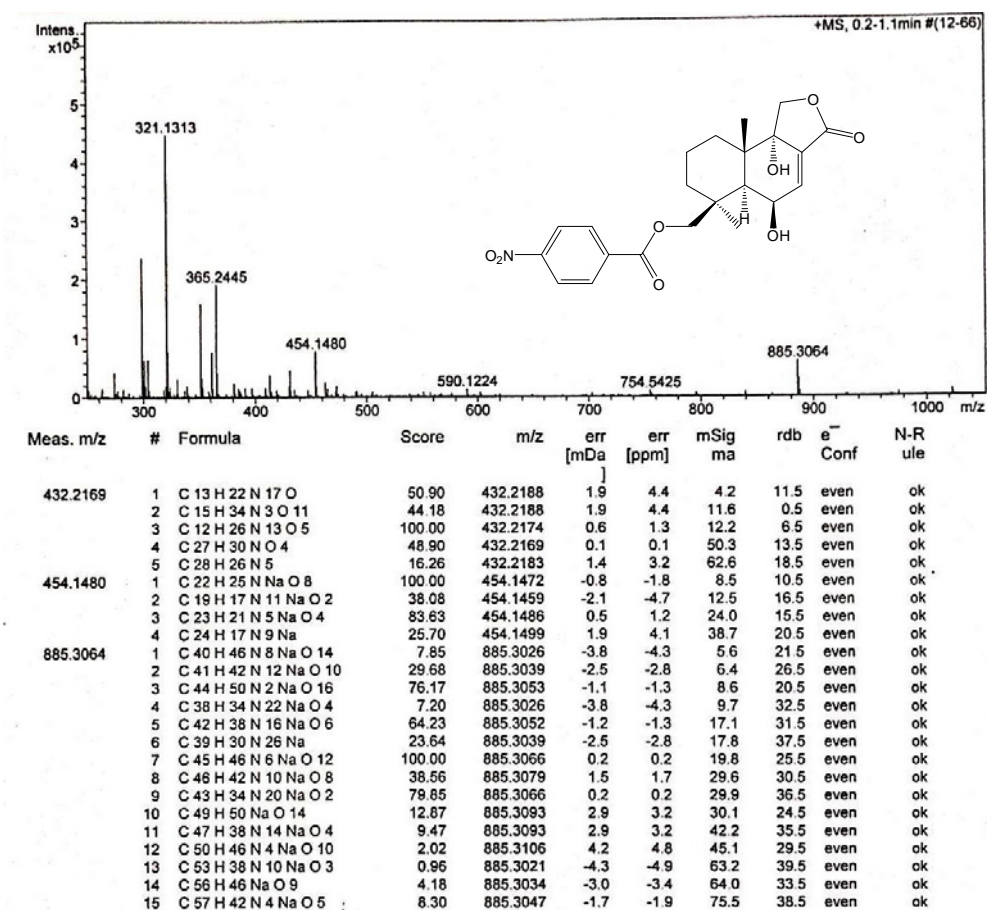 Intens..
+MS, 0.2-1.1min #(12-66)
x10⁵
5
4
3
2
1
0
321.1313
365.2445
454.1480
590.1224
754.5425
885.3064
300
400
500
600
700
800
900
1000
m/z
O
O
OH
H
OH
O
O
O₂N
Meas. m/z # Formula Score m/z err [mDa ] err [ppm] mSig ma rdb e⁻ Conf N-R ule
432.2169 1 C 13 H 22 N 17 O 50.90 432.2188 1.9 4.4 4.2 11.5 even ok
2 C 15 H 34 N 3 O 11 44.18 432.2188 1.9 4.4 11.6 0.5 even ok
3 C 12 H 26 N 13 O 5 100.00 432.2174 0.6 1.3 12.2 6.5 even ok
4 C 27 H 30 N O 4 48.90 432.2169 0.1 0.1 50.3 13.5 even ok
5 C 28 H 26 N 5 16.26 432.2183 1.4 3.2 62.6 18.5 even ok
454.1480 1 C 22 H 25 N Na O 8 100.00 454.1472 -0.8 -1.8 8.5 10.5 even ok
2 C 19 H 17 N 11 Na O 2 38.08 454.1459 -2.1 -4.7 12.5 16.5 even ok
3 C 23 H 21 N 5 Na O 4 83.63 454.1486 0.5 1.2 24.0 15.5 even ok
4 C 24 H 17 N 9 Na 25.70 454.1499 1.9 4.1 38.7 20.5 even ok
885.3064 1 C 40 H 46 N 8 Na O 14 7.85 885.3026 -3.8 -4.3 5.6 21.5 even ok
2 C 41 H 42 N 12 Na O 10 29.68 885.3039 -2.5 -2.8 6.4 26.5 even ok
3 C 44 H 50 N 2 Na O 16 76.17 885.3053 -1.1 -1.3 8.6 20.5 even ok
4 C 38 H 34 N 22 Na O 4 7.20 885.3026 -3.8 -4.3 9.7 32.5 even ok
5 C 42 H 38 N 16 Na O 6 64.23 885.3052 -1.2 -1.3 17.1 31.5 even ok
6 C 39 H 30 N 26 Na 23.64 885.3039 -2.5 -2.8 17.8 37.5 even ok
7 C 45 H 46 N 6 Na O 12 100.00 885.3066 0.2 0.2 19.8 25.5 even ok
8 C 46 H 42 N 10 Na O 8 38.56 885.3079 1.5 1.7 29.6 30.5 even ok
9 C 43 H 34 N 20 Na O 2 79.85 885.3066 0.2 0.2 29.9 36.5 even ok
10 C 49 H 50 Na O 14 12.87 885.3093 2.9 3.2 30.1 24.5 even ok
11 C 47 H 38 N 14 Na O 4 9.47 885.3093 2.9 3.2 42.2 35.5 even ok
12 C 50 H 46 N 4 Na O 10 2.02 885.3106 4.2 4.8 45.1 29.5 even ok
13 C 53 H 38 N 10 Na O 3 0.96 885.3021 -4.3 -4.9 63.2 39.5 even ok
14 C 56 H 46 Na O 9 4.18 885.3034 -3.0 -3.4 64.0 33.5 even ok
15 C 57 H 42 N 4 Na O 5 8.30 885.3047 -1.7 -1.9 75.5 38.5 even ok